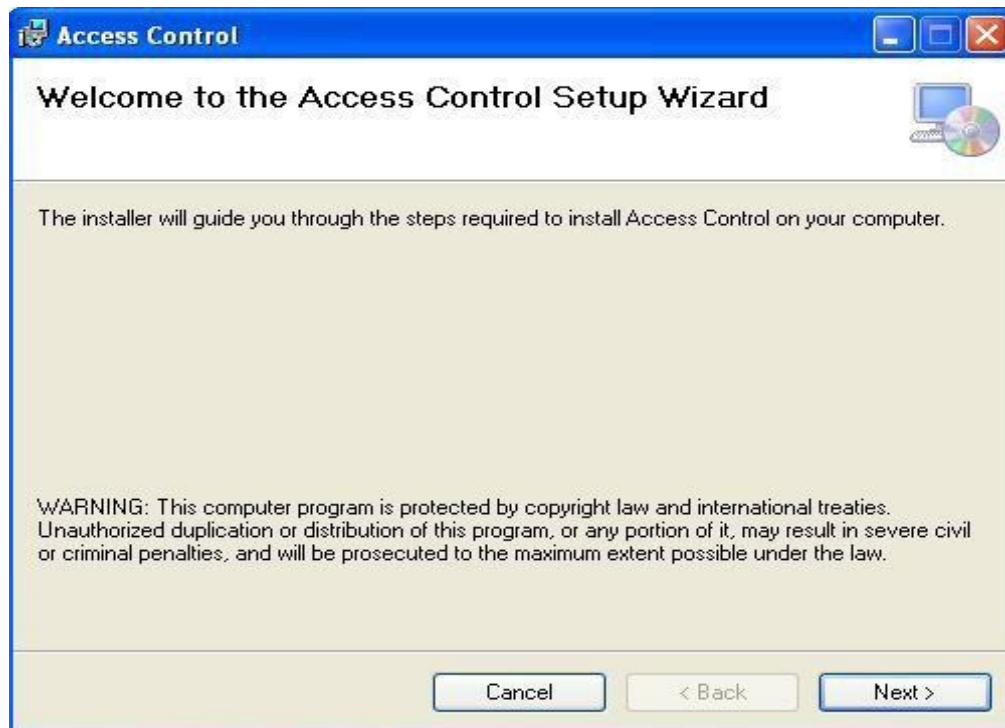 Access Control
Welcome to the Access Control Setup Wizard
The installer will guide you through the steps required to install Access Control on your computer.
WARNING: This computer program is protected by copyright law and international treaties.
Unauthorized duplication or distribution of this program, or any portion of it, may result in severe civil
or criminal penalties, and will be prosecuted to the maximum extent possible under the law.
Cancel < Back Next >